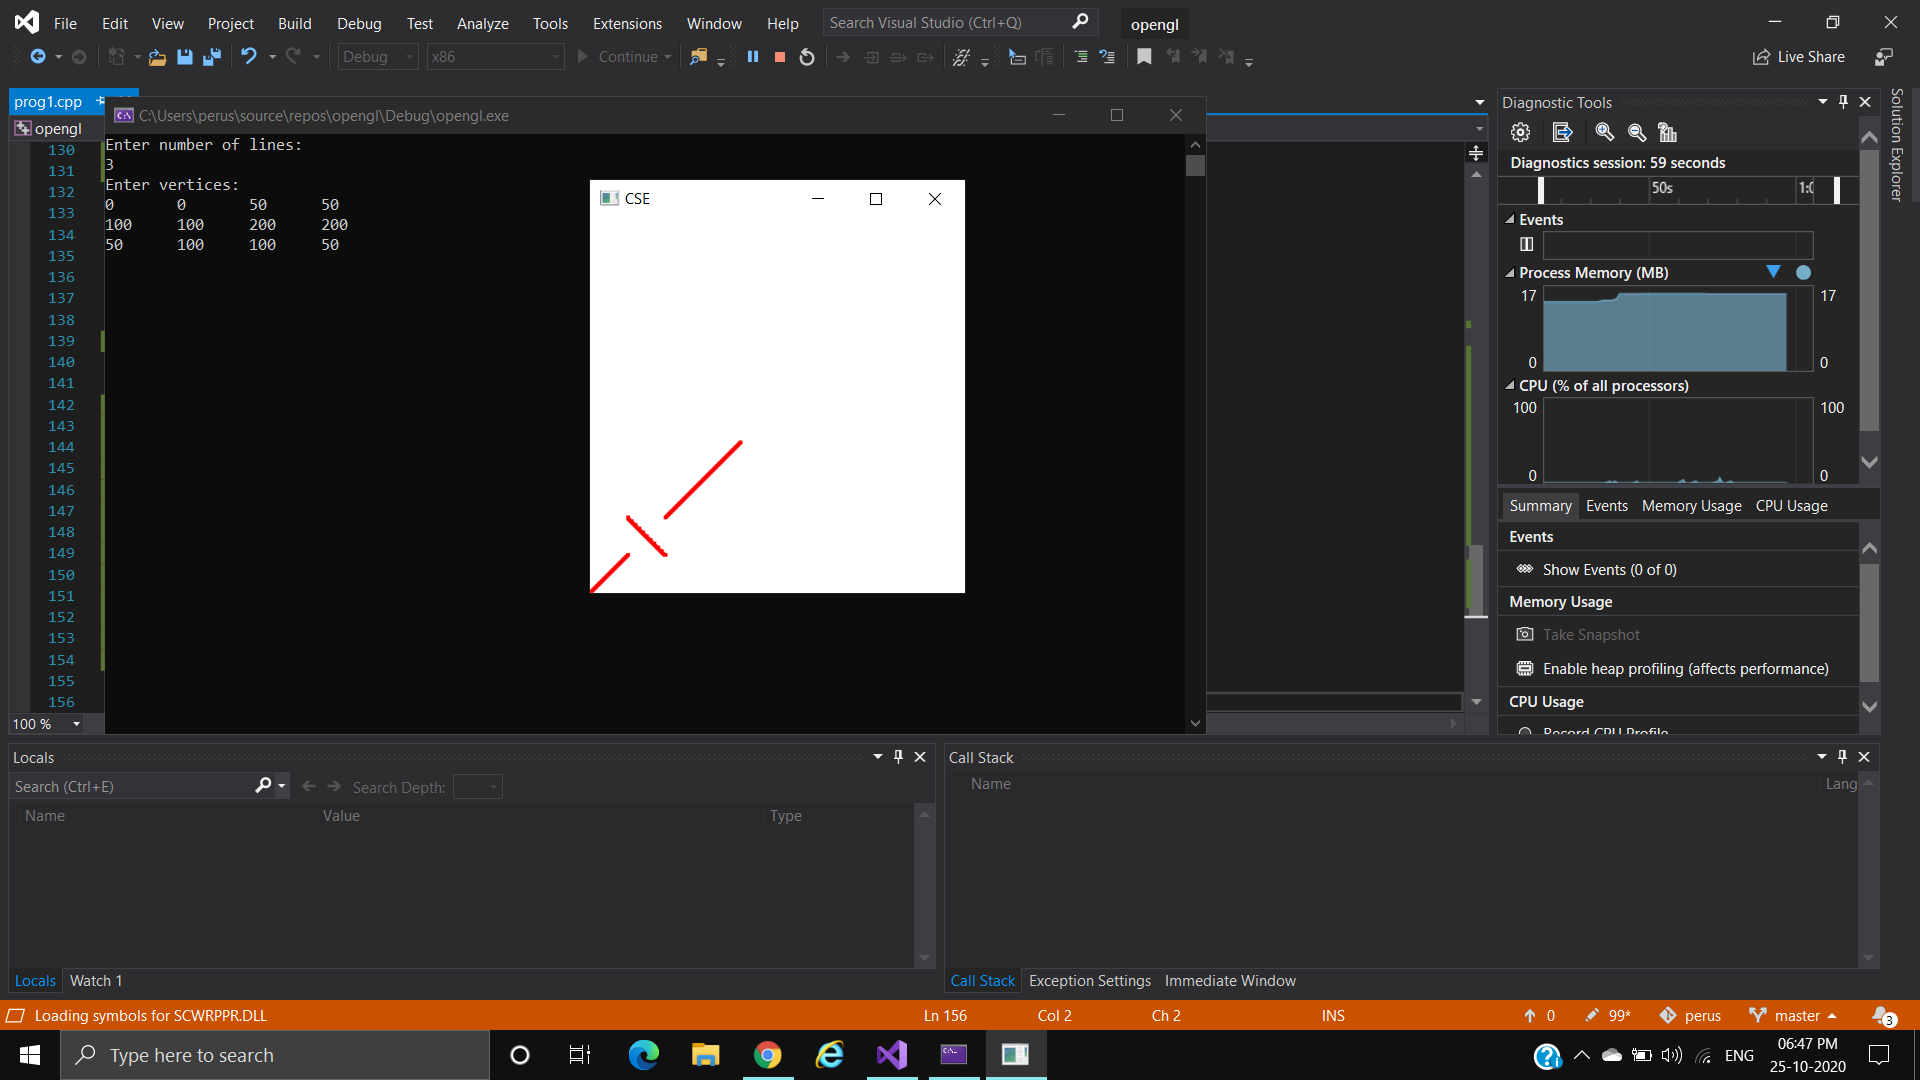 File Edit View Project Build Debug Test Analyze Tools Extensions Window Help Search Visual Studio (Ctrl+Q) opengl
Debug x86 Continue Live Share
prog1.cpp
C:\Users\perus\source\repos\opengl\Debug\opengl.exe
opengl
Enter number of lines:
3
Enter vertices:
0 0 50 50
100 100 200 200
50 100 100 50
CSE
130
131
132
133
134
135
136
137
138
139
140
141
142
143
144
145
146
147
148
149
150
151
152
153
154
155
156
100 %
Diagnostic Tools
Solution Explorer
Diagnostics session: 59 seconds
50s
Events
Process Memory (MB)
17 17
0 0
CPU (% of all processors)
100 100
0 0
Summary Events Memory Usage CPU Usage
Events
Show Events (0 of 0)
Memory Usage
Take Snapshot
Enable heap profiling (affects performance)
CPU Usage
Record CPU Profile
Locals
Search (Ctrl+E) Search Depth:
Name Value Type
Locals Watch 1
Call Stack
Name Lang
Call Stack Exception Settings Immediate Window
Loading symbols for SCWRPPR.DLL Ln 156 Col 2 Ch 2 INS 0 99* perus master 3
Type here to search ENG 06:47 PM
25-10-2020